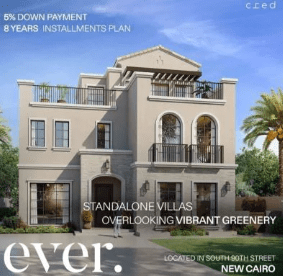 cred
5% DOWN PAYMENT
8 YEARS INSTALLMENTS PLAN
STANDALONE VILLAS
OVERLOOKING VIBRANT GREENERY
ever.
LOCATED IN SOUTH 90TH STREET
NEW CAIRO